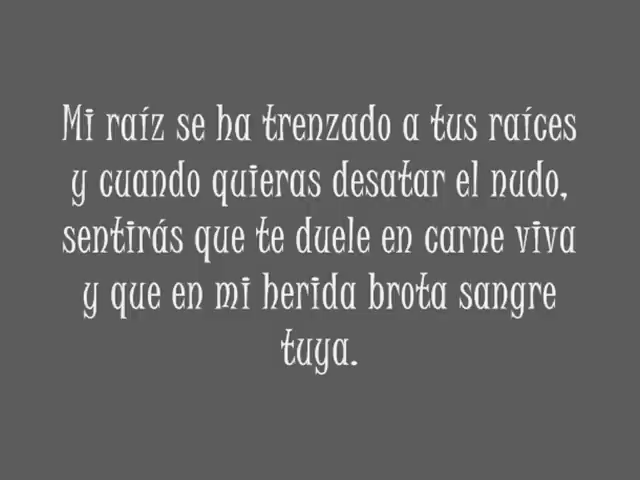 Mi raíz se ha trenzado a tus raíces
y cuando quieras desatar el nudo,
sentirás que te duele en carne viva
y que en mi herida brota sangre
tuya.